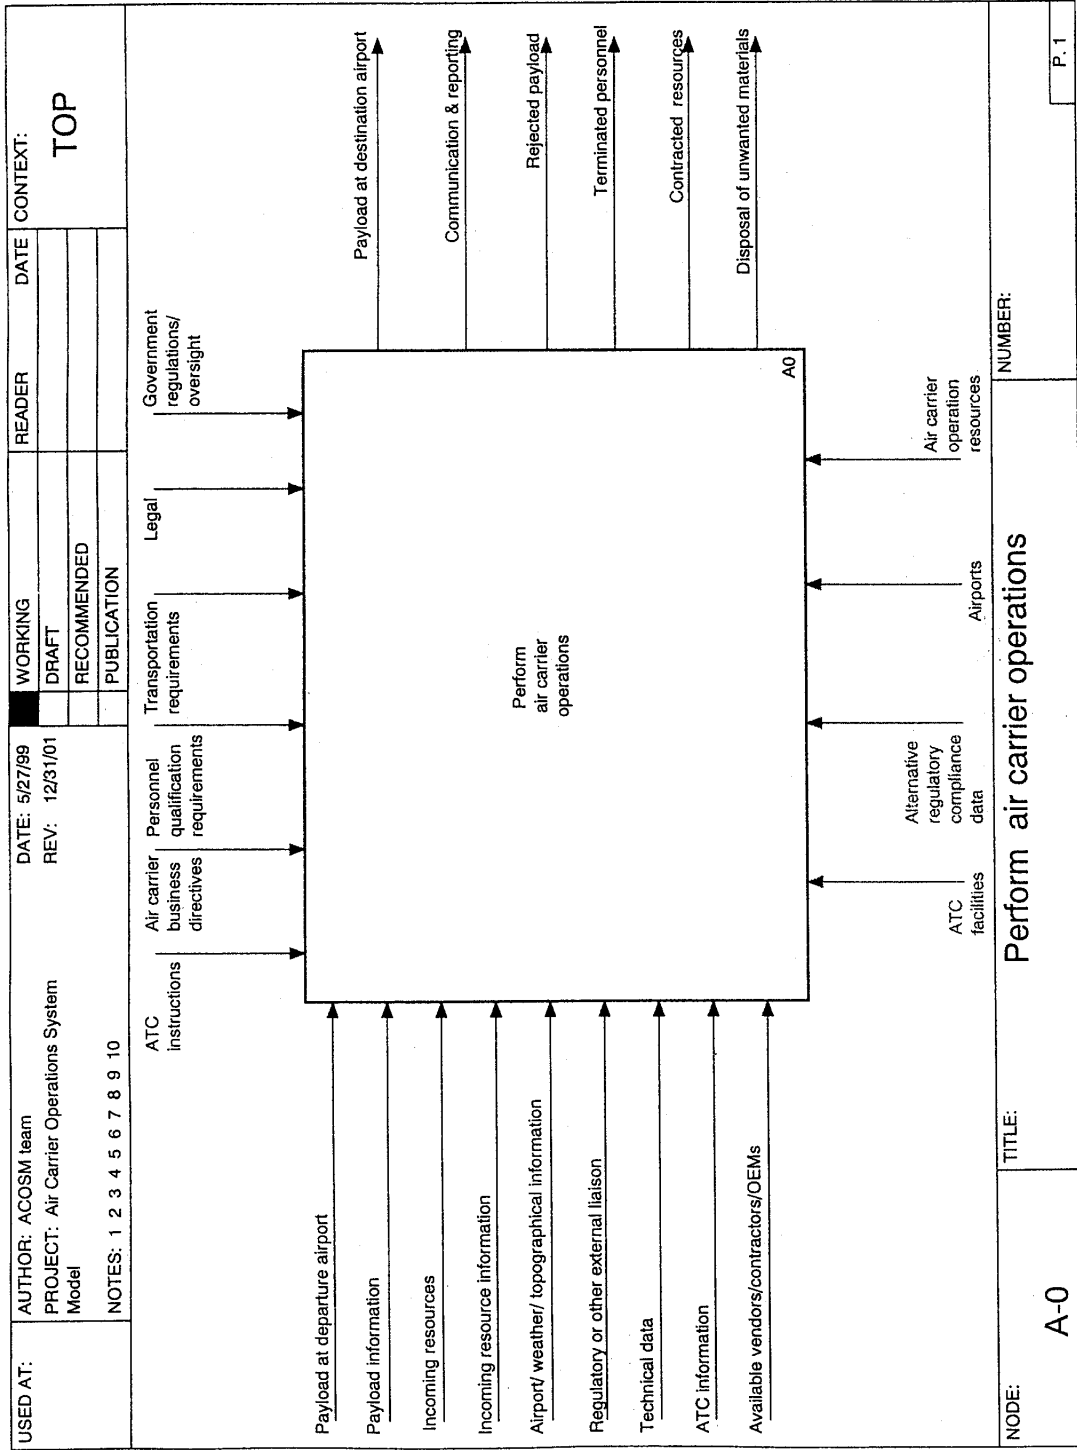 USED AT:
AUTHOR: ACOSM team
PROJECT: Air Carrier Operations System
Model
NOTES: 1 2 3 4 5 6 7 8 9 10
DATE: 5/27/99
REV: 12/31/01
WORKING
DRAFT
RECOMMENDED
PUBLICATION
READER
DATE
CONTEXT:
TOP
ATC
instructions
Air carrier
business
directives
Personnel
qualification
requirements
Transportation
requirements
Legal
Government
regulations/
oversight
Payload at departure airport
Payload information
Incoming resources
Incoming resource information
Airport/ weather/ topographical information
Regulatory or other external liaison
Technical data
ATC information
Available vendors/contractors/OEMs
Perform
air carrier
operations
A0
Payload at destination airport
Communication & reporting
Rejected payload
Terminated personnel
Contracted resources
Disposal of unwanted materials
ATC
facilities
Alternative
regulatory
compliance
data
Airports
Air carrier
operation
resources
NODE:
A-0
TITLE:
Perform air carrier operations
NUMBER:
P. 1